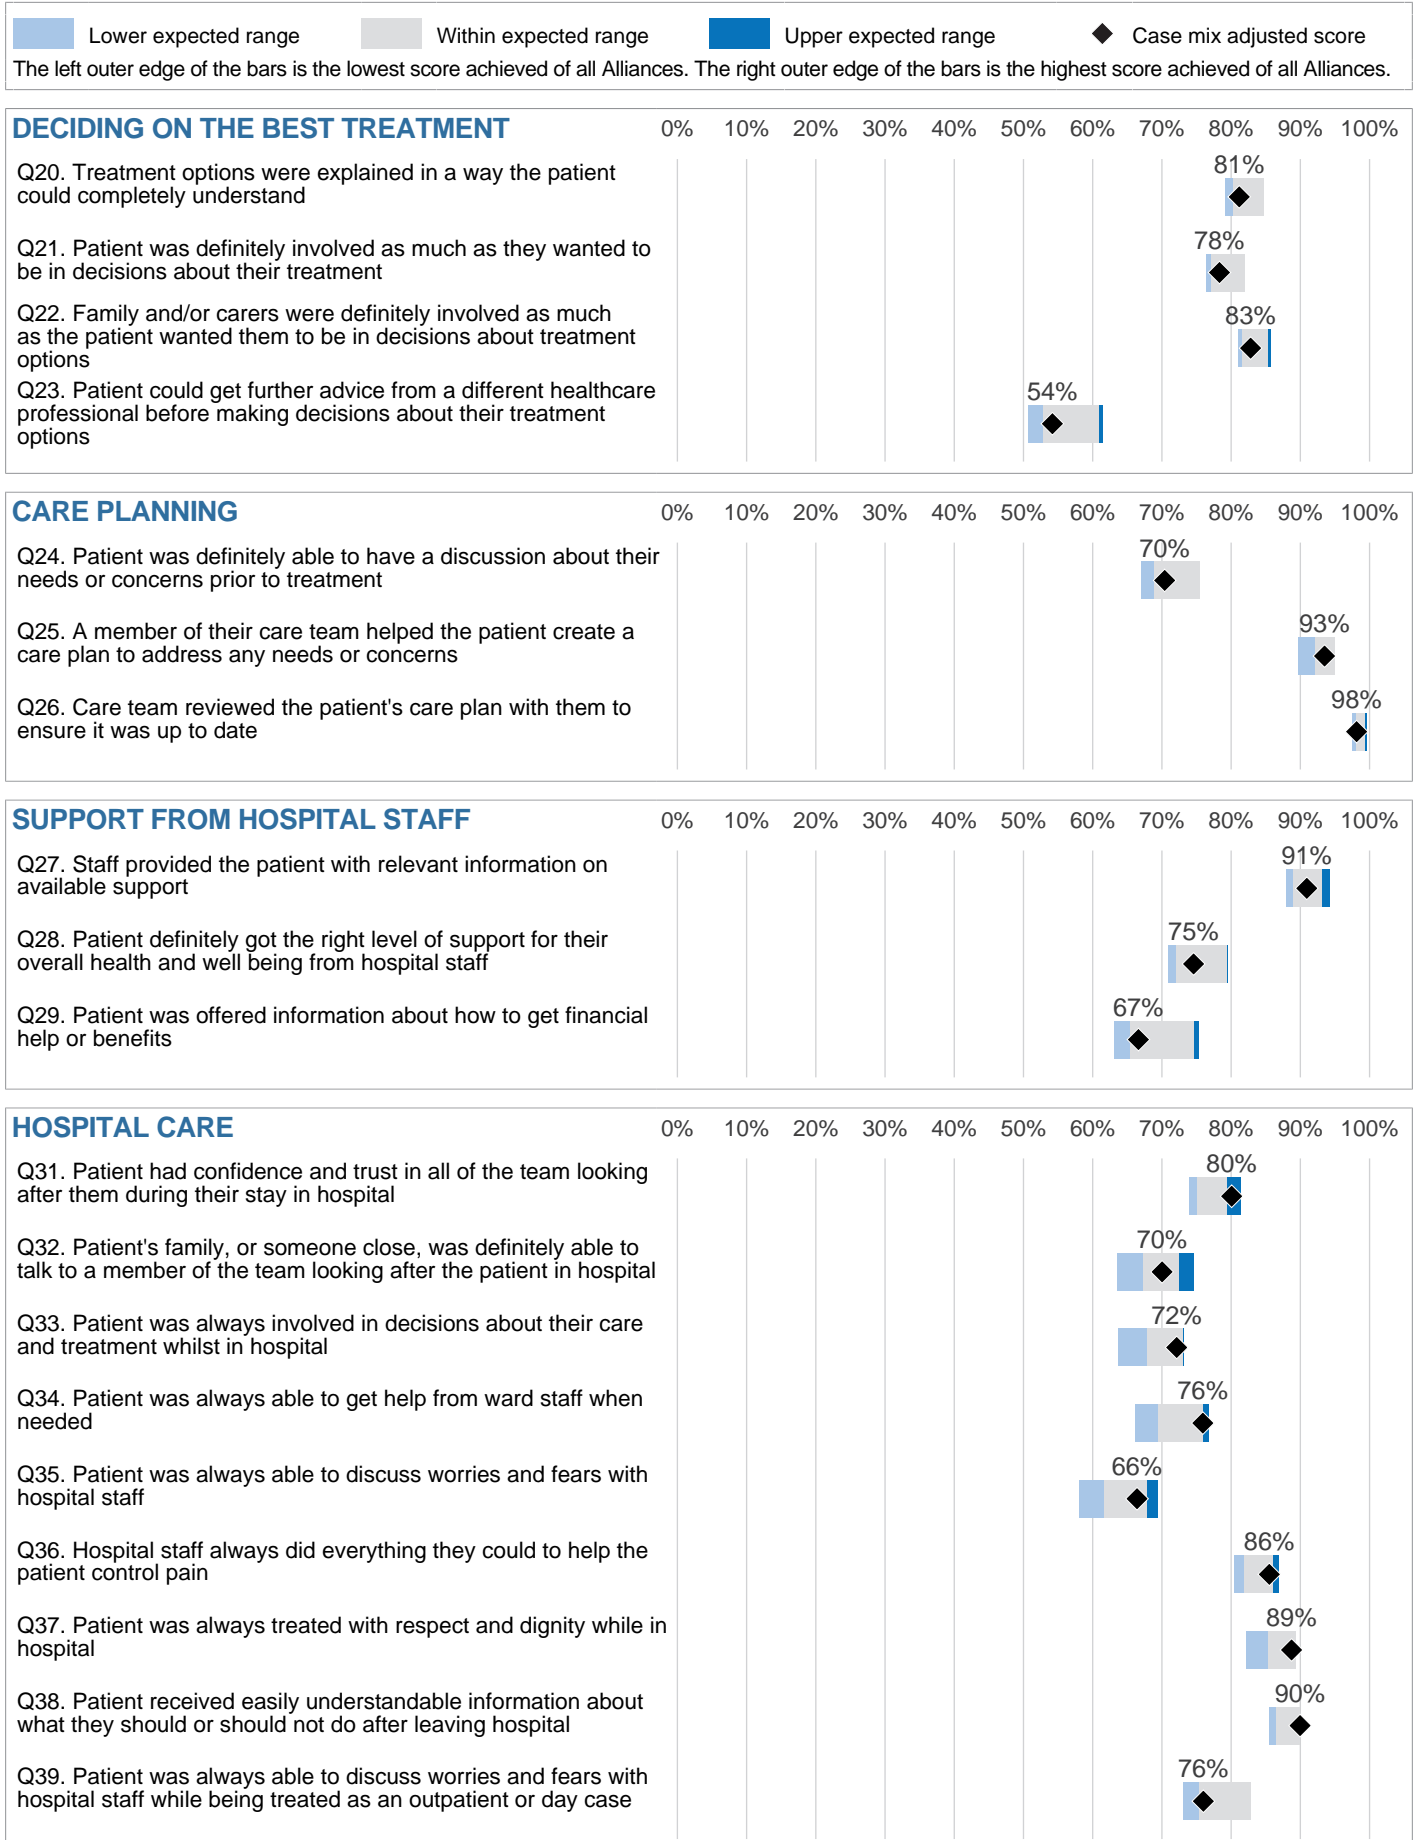 Lower expected range Within expected range Upper expected range Case mix adjusted score
The left outer edge of the bars is the lowest score achieved of all Alliances. The right outer edge of the bars is the highest score achieved of all Alliances.
DECIDING ON THE BEST TREATMENT 0% 10% 20% 30% 40% 50% 60% 70% 80% 90% 100%
Q20. Treatment options were explained in a way the patient
could completely understand
81%
Q21. Patient was definitely involved as much as they wanted to
be in decisions about their treatment
78%
Q22. Family and/or carers were definitely involved as much
as the patient wanted them to be in decisions about treatment
options
83%
Q23. Patient could get further advice from a different healthcare
professional before making decisions about their treatment
options
54%
CARE PLANNING 0% 10% 20% 30% 40% 50% 60% 70% 80% 90% 100%
Q24. Patient was definitely able to have a discussion about their
needs or concerns prior to treatment
70%
Q25. A member of their care team helped the patient create a
care plan to address any needs or concerns
93%
Q26. Care team reviewed the patient's care plan with them to
ensure it was up to date
98%
SUPPORT FROM HOSPITAL STAFF 0% 10% 20% 30% 40% 50% 60% 70% 80% 90% 100%
Q27. Staff provided the patient with relevant information on
available support
91%
Q28. Patient definitely got the right level of support for their
overall health and well being from hospital staff
75%
Q29. Patient was offered information about how to get financial
help or benefits
67%
HOSPITAL CARE 0% 10% 20% 30% 40% 50% 60% 70% 80% 90% 100%
Q31. Patient had confidence and trust in all of the team looking
after them during their stay in hospital
80%
Q32. Patient's family, or someone close, was definitely able to
talk to a member of the team looking after the patient in hospital
70%
Q33. Patient was always involved in decisions about their care
and treatment whilst in hospital
72%
Q34. Patient was always able to get help from ward staff when
needed
76%
Q35. Patient was always able to discuss worries and fears with
hospital staff
66%
Q36. Hospital staff always did everything they could to help the
patient control pain
86%
Q37. Patient was always treated with respect and dignity while in
hospital
89%
Q38. Patient received easily understandable information about
what they should or should not do after leaving hospital
90%
Q39. Patient was always able to discuss worries and fears with
hospital staff while being treated as an outpatient or day case
76%